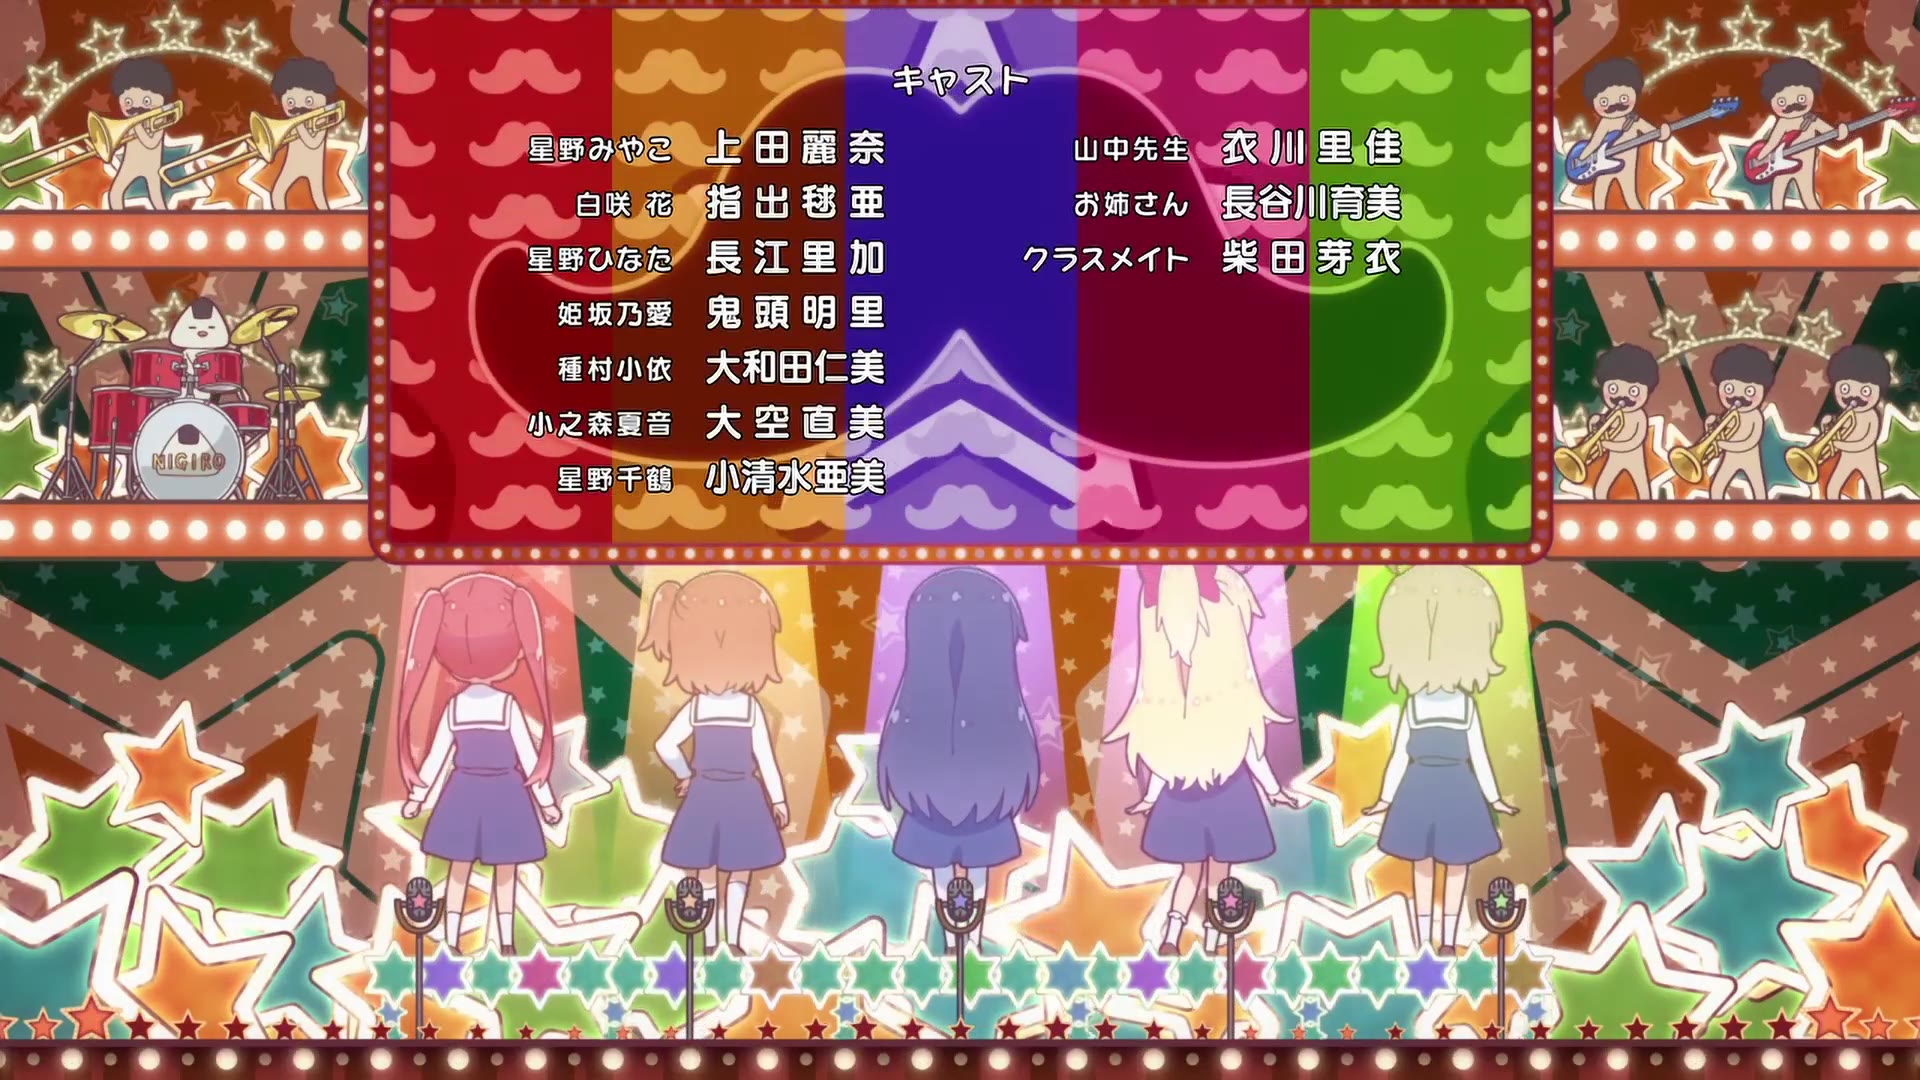 キャスト
星野みやこ 上田麗奈
白咲 花 指出毬亜
星野ひなた 長江里加
姫坂乃愛 鬼頭明里
種村小依 大和田仁美
小之森夏音 大空直美
星野千鶴 小清水亜美
山中先生 衣川里佳
お姉さん 長谷川育美
クラスメイト 柴田芽衣
NIGIRO